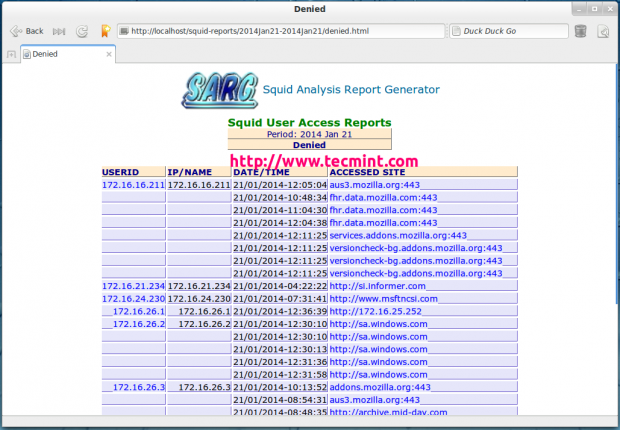 Denied
Back
http://localhost/squid-reports/2014Jan21-2014Jan21/denied.html
Duck Duck Go
Denied
SARG Squid Analysis Report Generator
Squid User Access Reports
Period: 2014 Jan 21
Denied
http://www.tecmint.com
USERID IP/NAME DATE/TIME ACCESSED SITE
172.16.16.211 172.16.16.211 21/01/2014-12:05:04 aus3.mozilla.org:443
21/01/2014-10:48:34 fhr.data.mozilla.com:443
21/01/2014-11:04:30 fhr.data.mozilla.com:443
21/01/2014-12:04:38 fhr.data.mozilla.com:443
21/01/2014-12:11:25 services.addons.mozilla.org:443
21/01/2014-12:11:25 versioncheck-bg.addons.mozilla.org:443
21/01/2014-12:11:25 versioncheck-bg.addons.mozilla.org:443
21/01/2014-12:11:25 versioncheck-bg.addons.mozilla.org:443
172.16.21.234 172.16.21.234 21/01/2014-04:22:22 http://si.informer.com
172.16.24.230 172.16.24.230 21/01/2014-07:31:41 http://www.msftncsi.com
172.16.26.1 172.16.26.1 21/01/2014-12:36:39 http://172.16.25.252
172.16.26.2 172.16.26.2 21/01/2014-12:30:10 http://sa.windows.com
21/01/2014-12:30:10 http://sa.windows.com
21/01/2014-12:30:13 http://sa.windows.com
21/01/2014-12:31:36 http://sa.windows.com
21/01/2014-12:31:58 http://sa.windows.com
172.16.26.3 172.16.26.3 21/01/2014-10:13:52 addons.mozilla.org:443
21/01/2014-08:54:31 aus3.mozilla.org:443
21/01/2014-08:48:35 http://archive.mid-day.com